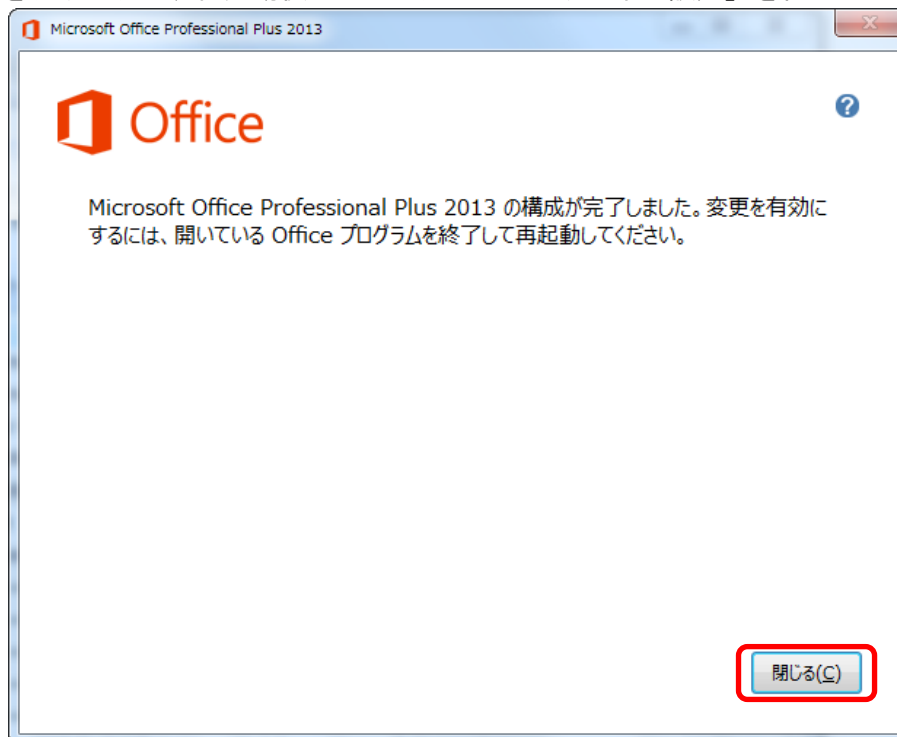 Microsoft Office Professional Plus 2013
Office
Microsoft Office Professional Plus 2013 の構成が完了しました。変更を有効に
するには、開いている Office プログラムを終了して再起動してください。
閉じる(C)